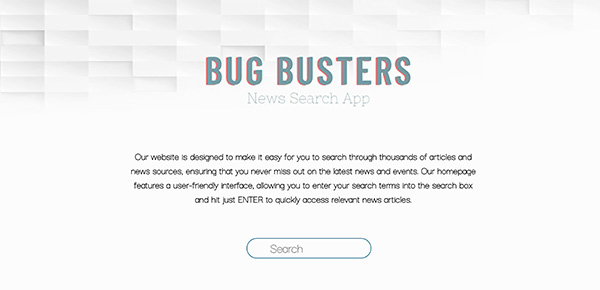 BUG BUSTERS
News Search App
Our website is designed to make it easy for you to search through thousands of articles and
news sources, ensuring that you never miss out on the latest news and events. Our homepage
features a user-friendly interface, allowing you to enter your search terms into the search box
and hit just ENTER to quickly access relevant news articles.
Search